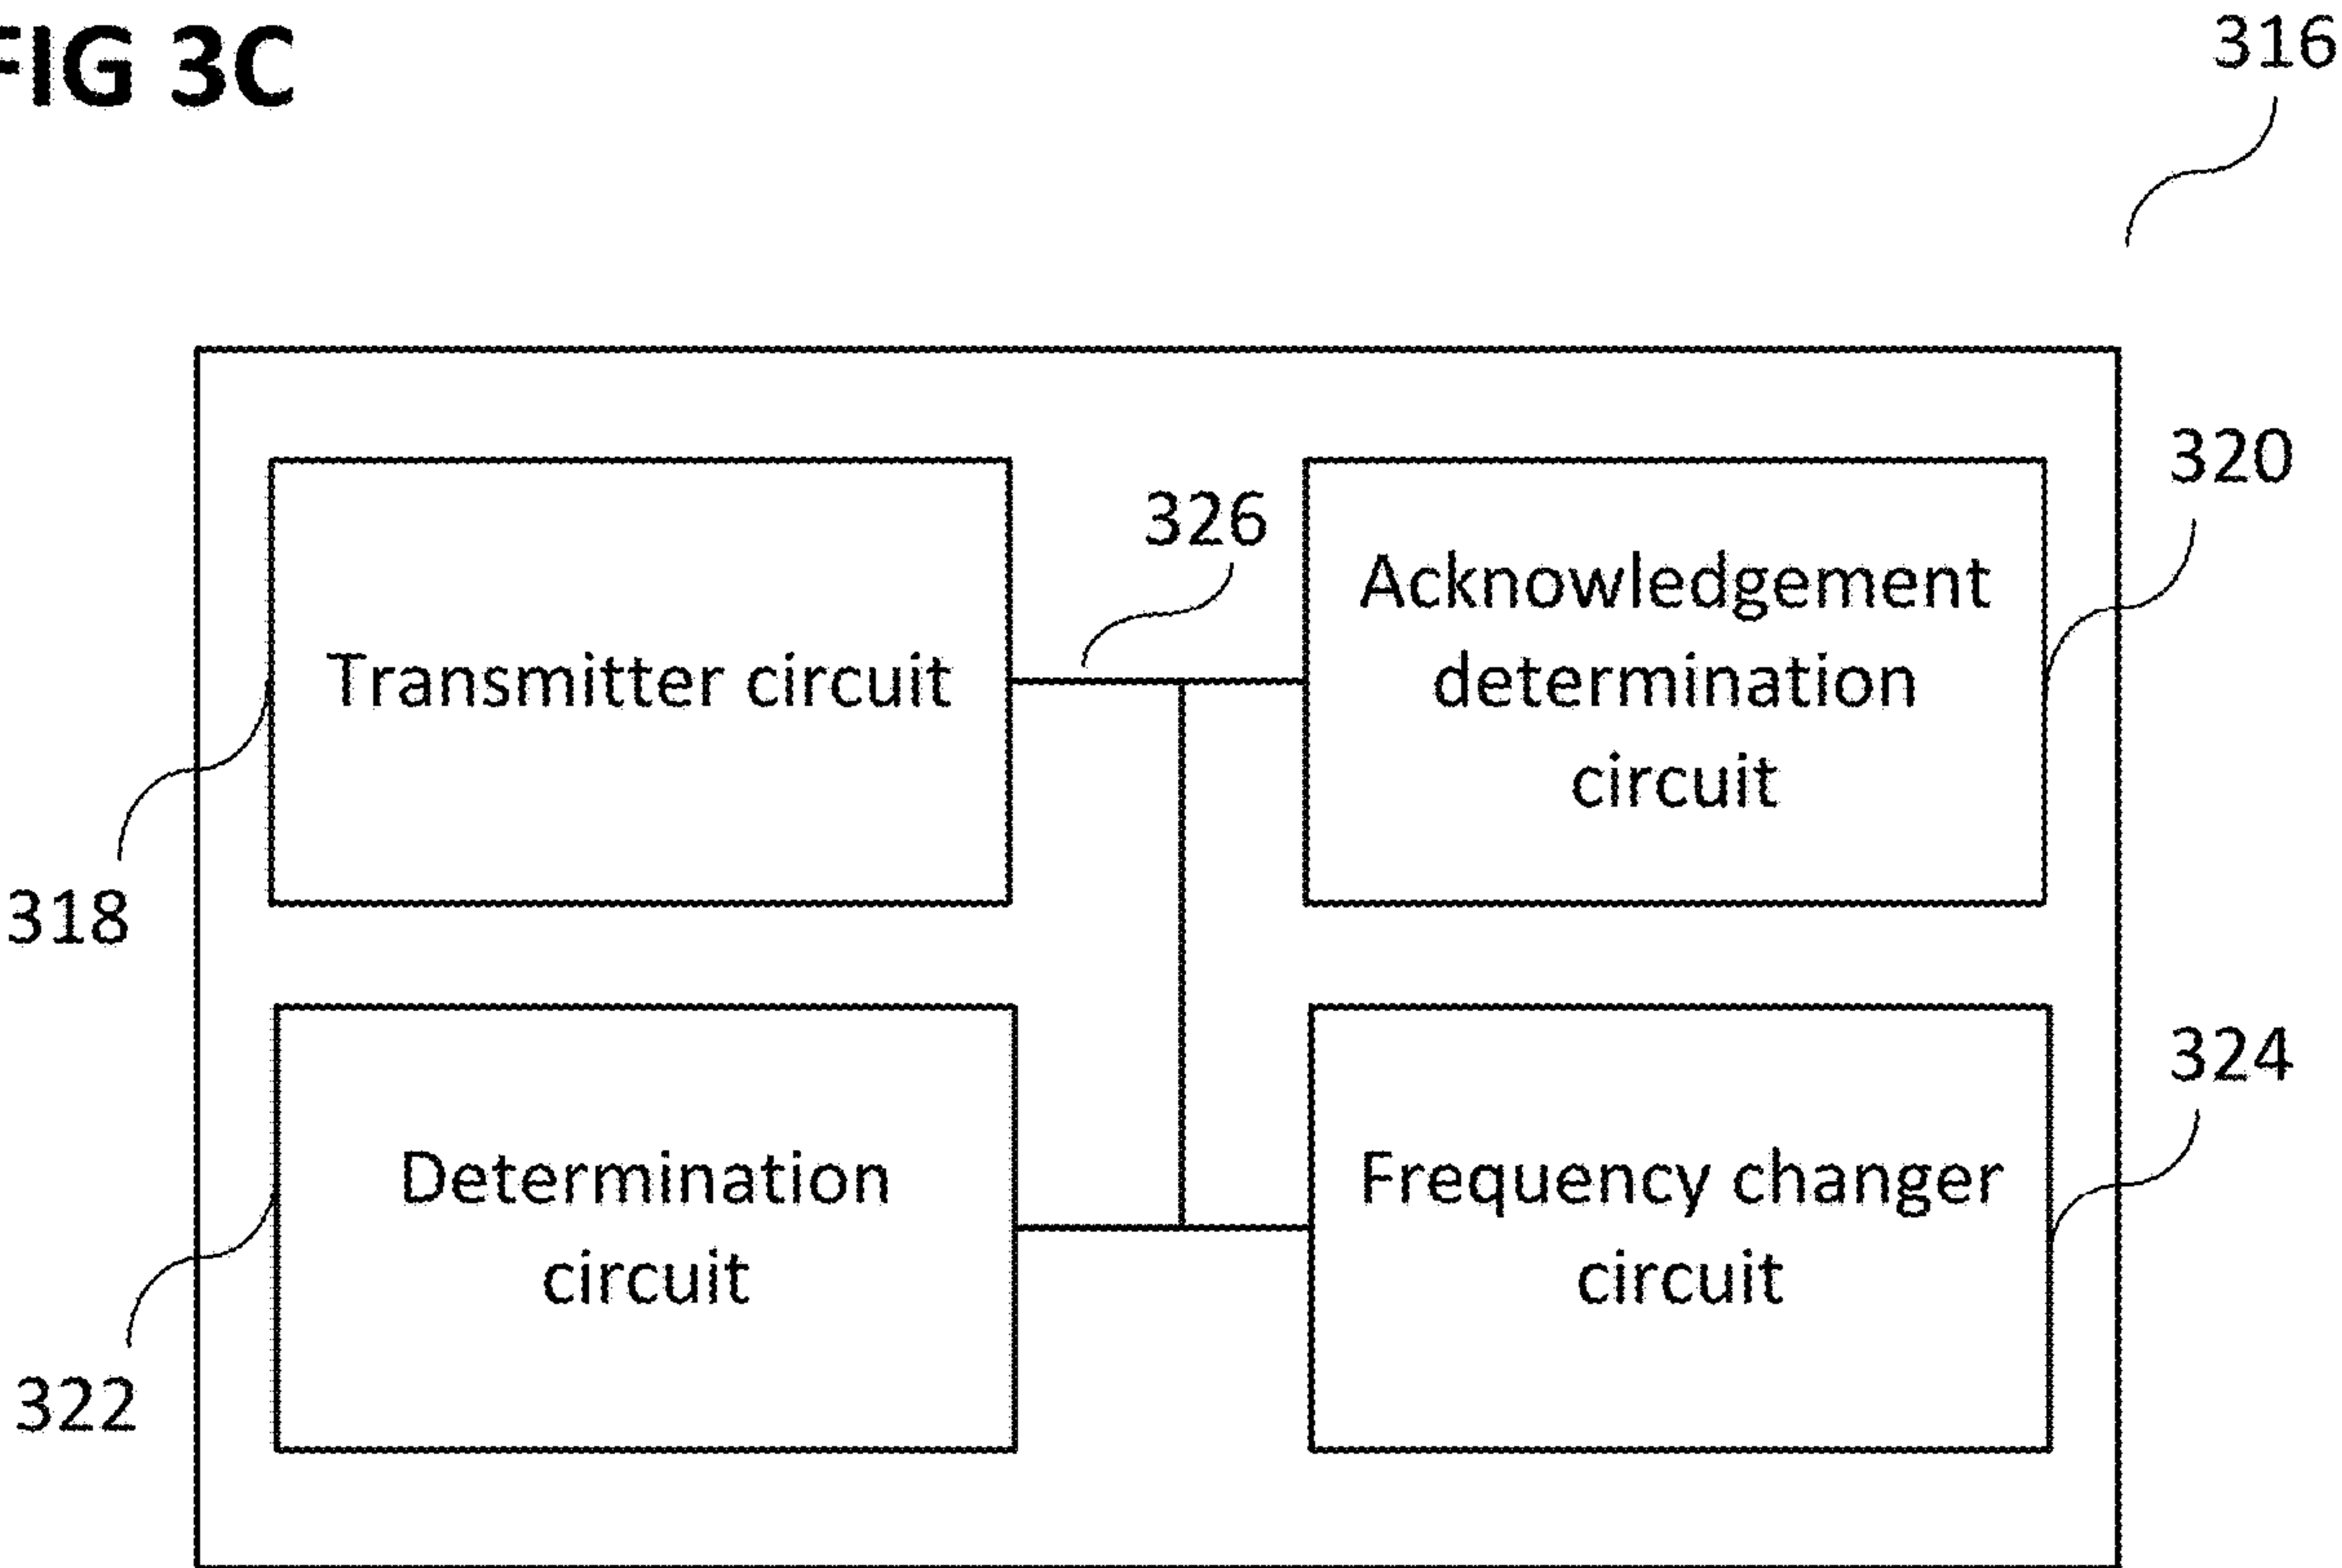 FIG 3C
316
320
326
Transmitter circuit
Acknowledgement
determination
circuit
318
324
Determination
circuit
Frequency changer
circuit
322